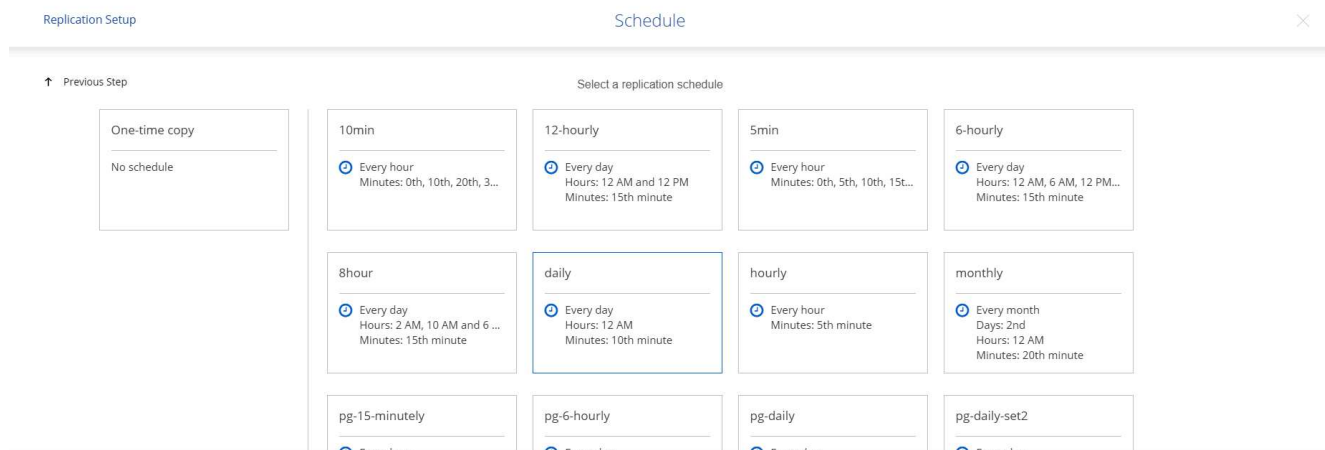 Replication Setup
Schedule
Previous Step
Select a replication schedule
One-time copy
No schedule
10min
Every hour
Minutes: 0th, 10th, 20th, 3...
12-hourly
Every day
Hours: 12 AM and 12 PM
Minutes: 15th minute
5min
Every hour
Minutes: 0th, 5th, 10th, 15t...
6-hourly
Every day
Hours: 12 AM, 6 AM, 12 PM...
Minutes: 15th minute
8hour
Every day
Hours: 2 AM, 10 AM and 6 ...
Minutes: 15th minute
daily
Every day
Hours: 12 AM
Minutes: 10th minute
hourly
Every hour
Minutes: 5th minute
monthly
Every month
Days: 2nd
Hours: 12 AM
Minutes: 20th minute
pg-15-minutely
pg-6-hourly
pg-daily
pg-daily-set2